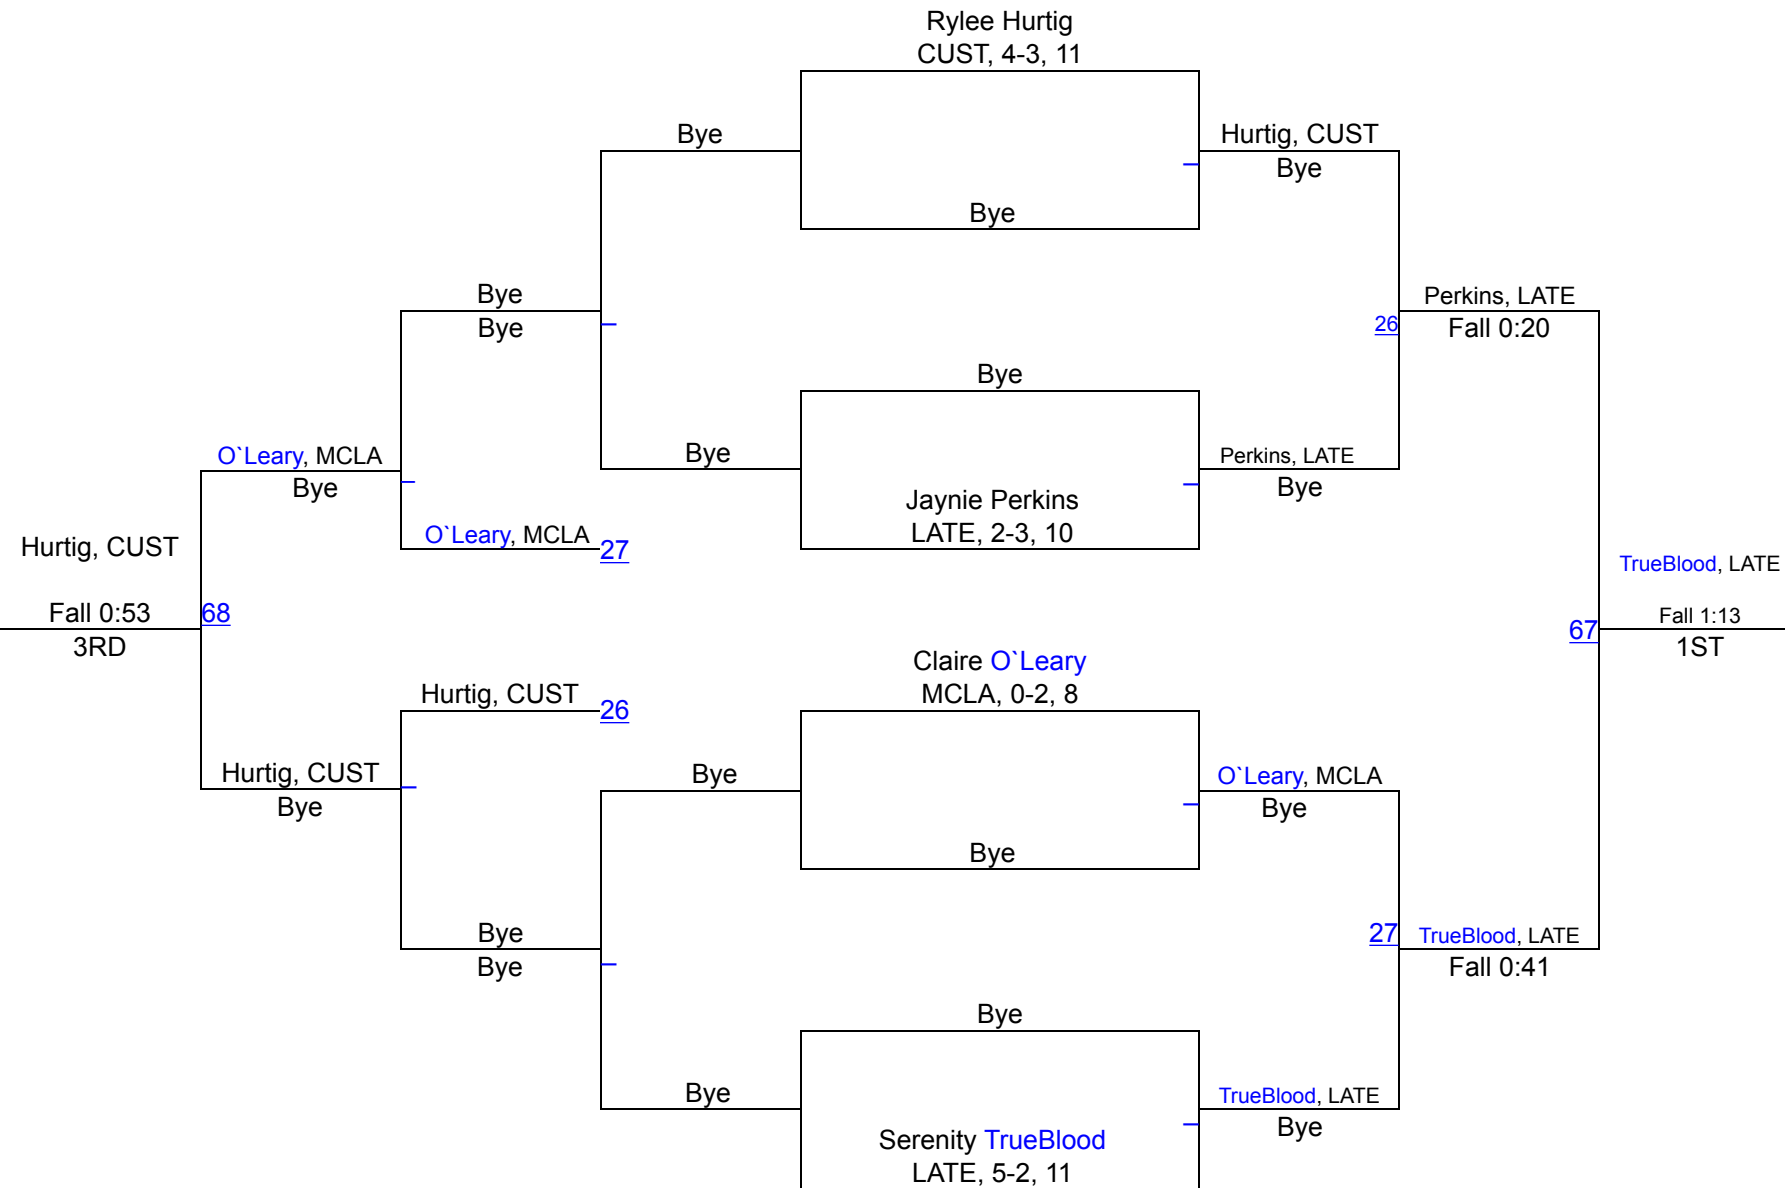 Rylee Hurtig
CUST, 4-3, 11
Bye
Hurtig, CUST
Bye
Bye
Bye
Bye
26
Perkins, LATE
Fall 0:20
Bye
O`Leary, MCLA
Bye
Bye
Perkins, LATE
Bye
Jaynie Perkins
LATE, 2-3, 10
O`Leary, MCLA
27
Hurtig, CUST
Fall 0:53
3RD
68
TrueBlood, LATE
Fall 1:13
1ST
67
Claire O`Leary
MCLA, 0-2, 8
Hurtig, CUST
26
Hurtig, CUST
Bye
Bye
O`Leary, MCLA
Bye
Bye
Bye
Bye
27
TrueBlood, LATE
Fall 0:41
Bye
Bye
TrueBlood, LATE
Bye
Serenity TrueBlood
LATE, 5-2, 11